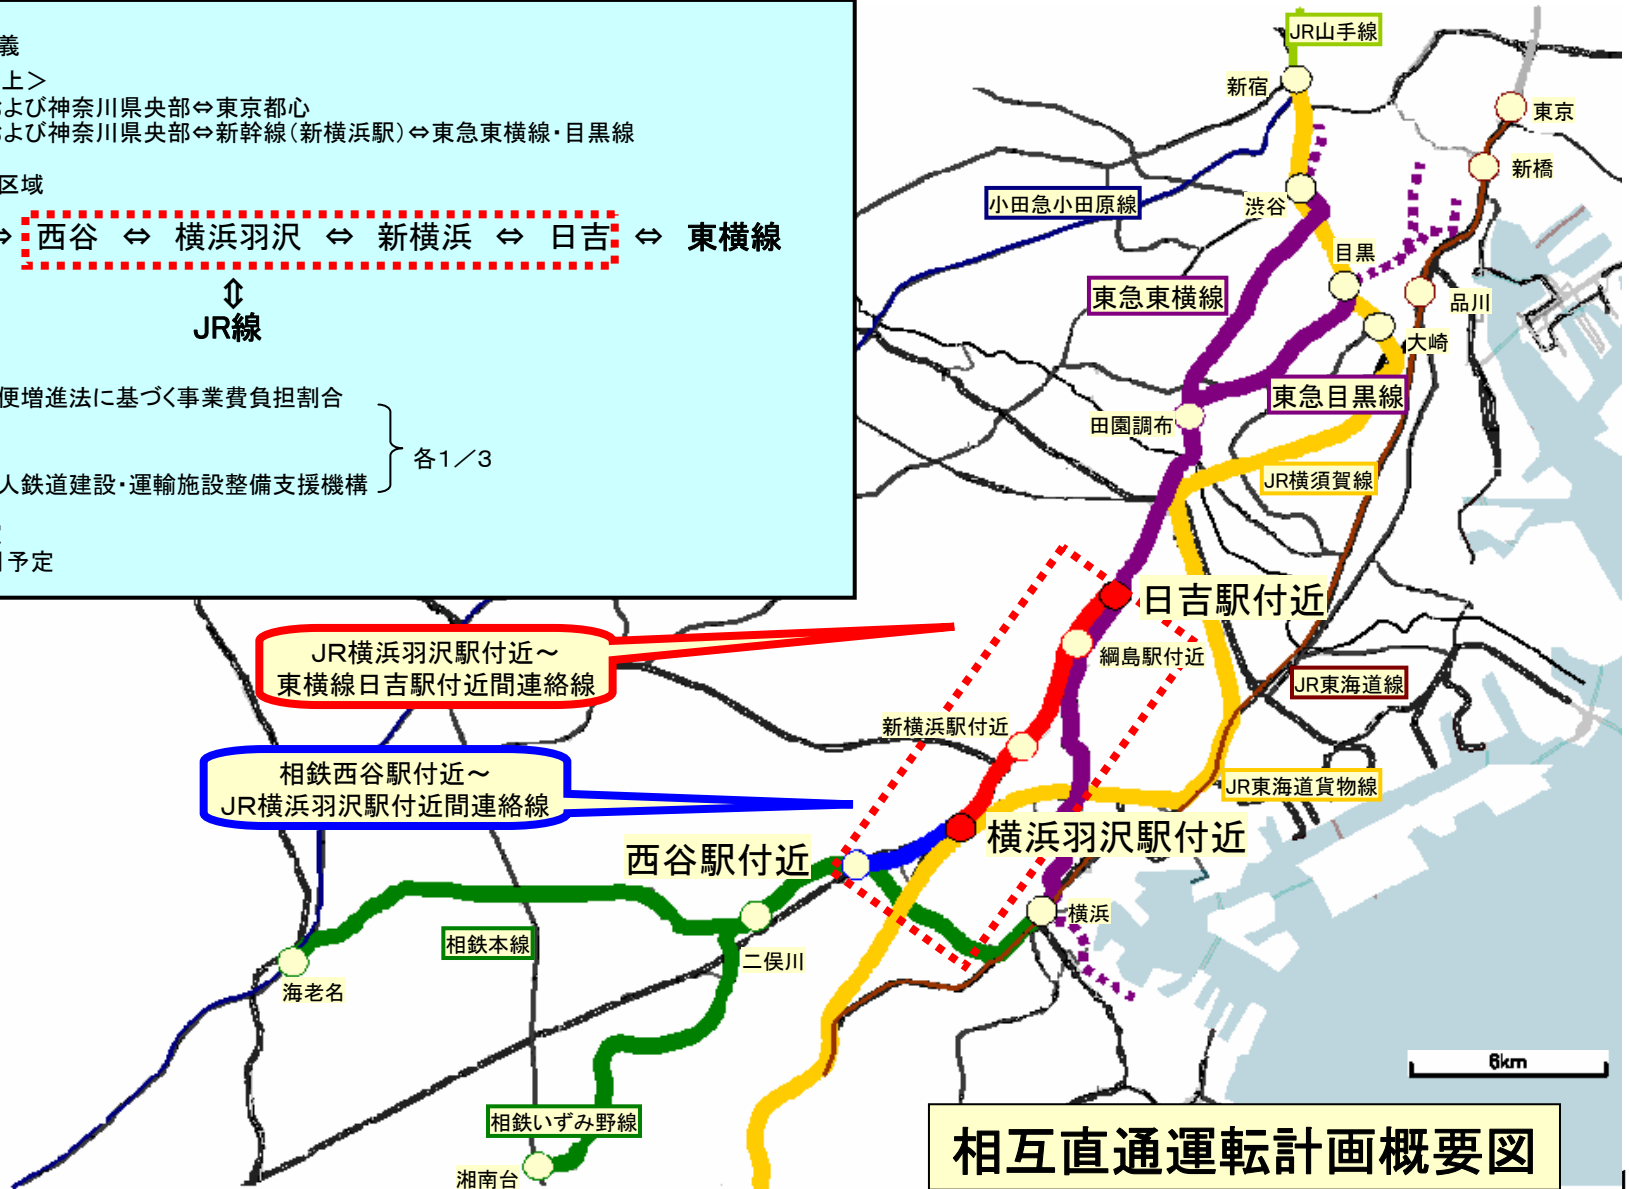 義
上＞
よび神奈川県央部⇔東京都心
よび神奈川県央部⇔新幹線（新横浜駅）⇔東急東横線・目黒線
区域
⇔ 西谷 ⇔ 横浜羽沢 ⇔ 新横浜 ⇔ 日吉 ⇔ 東横線
⇕
JR線
便増進法に基づく事業費負担割合
各1／3
人鉄道建設・運輸施設整備支援機構
予定
JR山手線
新宿
東京
新橋
小田急小田原線
渋谷
目黒
東急東横線
品川
大崎
東急目黒線
田園調布
JR横須賀線
日吉駅付近
JR横浜羽沢駅付近～
東横線日吉駅付近間連絡線
綱島駅付近
JR東海道線
新横浜駅付近
相鉄西谷駅付近～
JR横浜羽沢駅付近間連絡線
JR東海道貨物線
横浜羽沢駅付近
西谷駅付近
横浜
相鉄本線
二俣川
海老名
6km
相鉄いずみ野線
相互直通運転計画概要図
湘南台